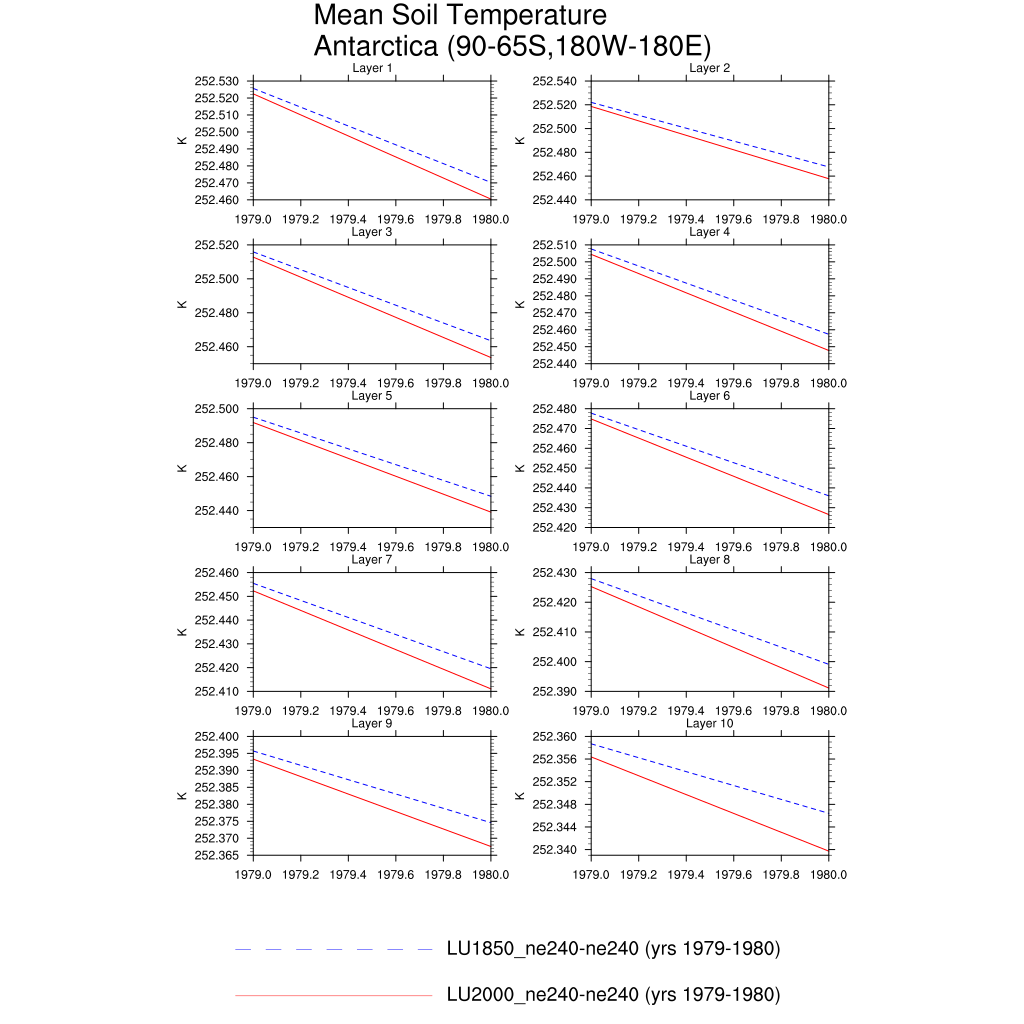 Mean Soil Temperature
Antarctica (90-65S,180W-180E)
Layer 1
252.530
252.520
252.510
252.500
252.490
252.480
252.470
252.460
K
1979.0 1979.2 1979.4 1979.6 1979.8 1980.0
Layer 2
252.540
252.520
252.500
252.480
252.460
252.440
K
1979.0 1979.2 1979.4 1979.6 1979.8 1980.0
Layer 3
252.520
252.500
252.480
252.460
K
1979.0 1979.2 1979.4 1979.6 1979.8 1980.0
Layer 4
252.510
252.500
252.490
252.480
252.470
252.460
252.450
252.440
K
1979.0 1979.2 1979.4 1979.6 1979.8 1980.0
Layer 5
252.500
252.480
252.460
252.440
K
1979.0 1979.2 1979.4 1979.6 1979.8 1980.0
Layer 6
252.480
252.470
252.460
252.450
252.440
252.430
252.420
K
1979.0 1979.2 1979.4 1979.6 1979.8 1980.0
Layer 7
252.460
252.450
252.440
252.430
252.420
252.410
K
1979.0 1979.2 1979.4 1979.6 1979.8 1980.0
Layer 8
252.430
252.420
252.410
252.400
252.390
K
1979.0 1979.2 1979.4 1979.6 1979.8 1980.0
Layer 9
252.400
252.395
252.390
252.385
252.380
252.375
252.370
252.365
K
1979.0 1979.2 1979.4 1979.6 1979.8 1980.0
Layer 10
252.360
252.356
252.352
252.348
252.344
252.340
K
1979.0 1979.2 1979.4 1979.6 1979.8 1980.0
LU1850_ne240-ne240 (yrs 1979-1980)
LU2000_ne240-ne240 (yrs 1979-1980)